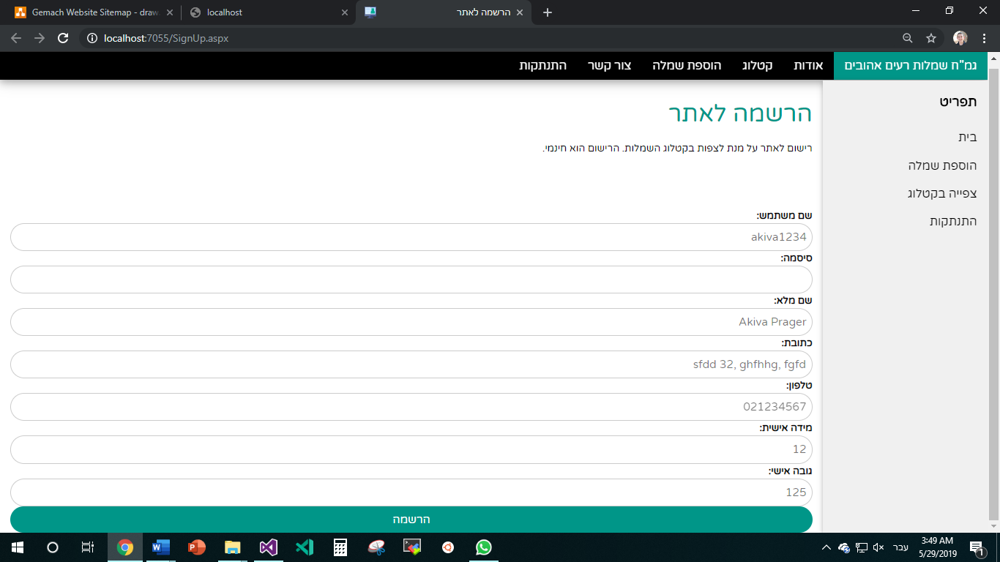 Gemach Website Sitemap - draw
localhost
הרשמה לאתר
localhost:7055/SignUp.aspx
גמ"ח שמלות רעים אהובים
אודות
קטלוג
הוספת שמלה
צור קשר
התנתקות
תפריט
בית
הוספת שמלה
צפייה בקטלוג
התנתקות
הרשמה לאתר
רישום לאתר על מנת לצפות בקטלוג השמלות. הרישום הוא חינמי.
שם משתמש:
akiva1234
סיסמה:
שם מלא:
Akiva Prager
כתובת:
sfdd 32, ghfhhg, fgfd
טלפון:
021234567
מידה אישית:
12
גובה אישי:
125
הרשמה
עבר
3:49 AM
5/29/2019
1